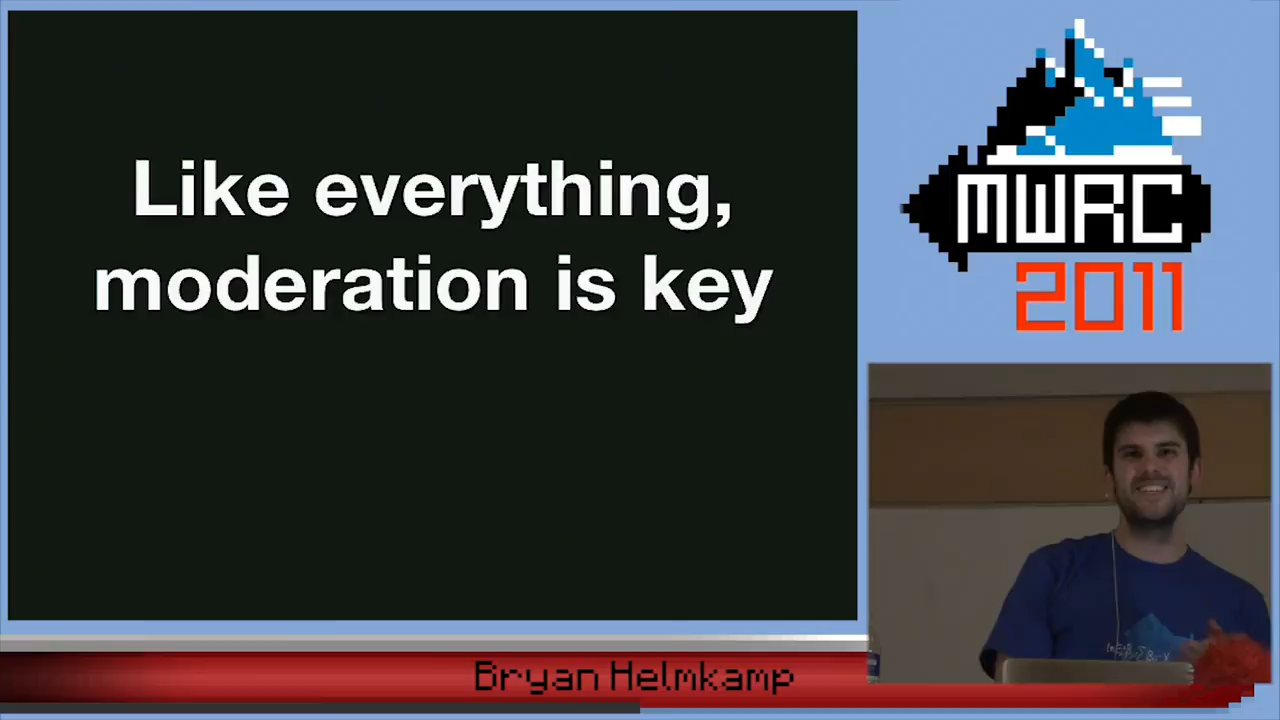 Like everything,
moderation is key
MWRC
2011
Bryan Helmkamp